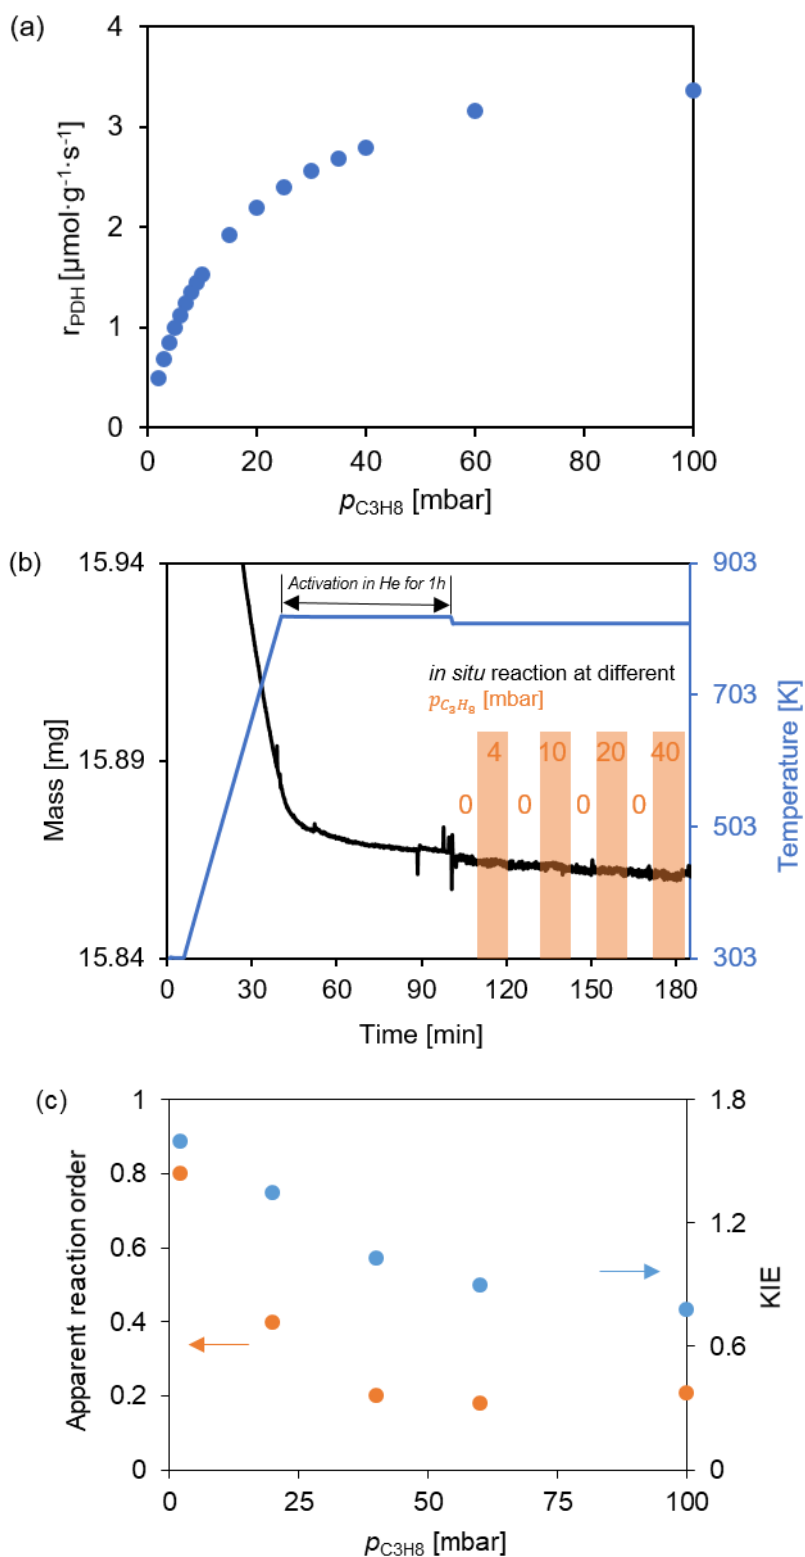 (a)
4
3
2
1
0
r_PDH [µmol·g⁻¹·s⁻¹]
0 20 40 60 80 100
p_C3H8 [mbar]
(b)
15.94
15.89
15.84
Mass [mg]
Activation in He for 1h
in situ reaction at different
p_C₃H₈ [mbar]
4 10 20 40
0 0 0 0
903
703
503
303
Temperature [K]
0 30 60 90 120 150 180
Time [min]
(c)
1
0.8
0.6
0.4
0.2
0
Apparent reaction order
1.8
1.2
0.6
0
KIE
0 25 50 75 100
p_C3H8 [mbar]